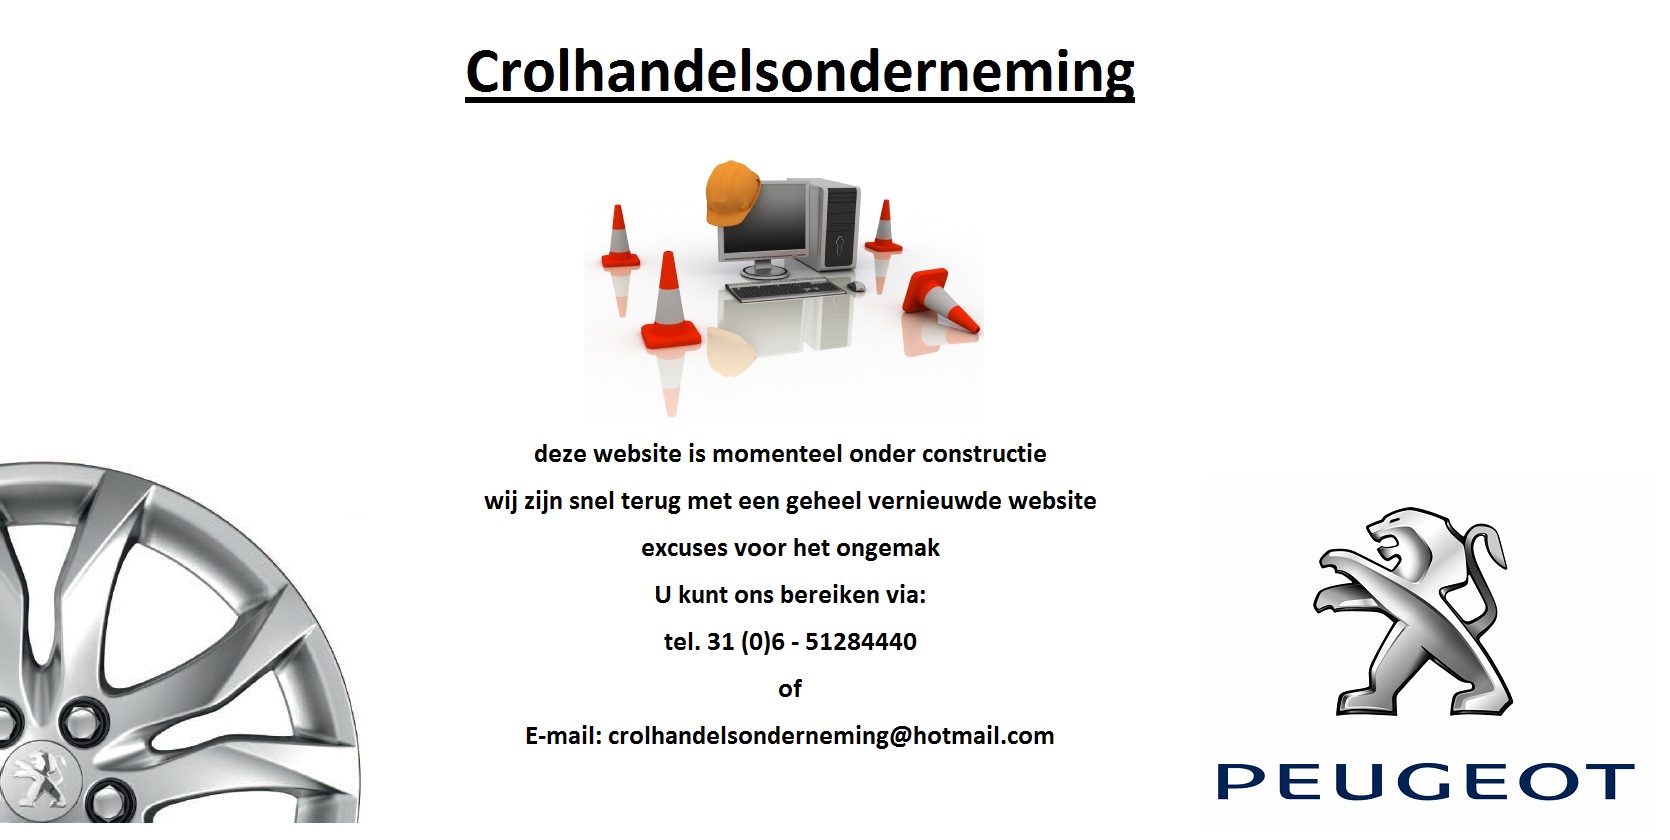 Crolhandelsonderneming
deze website is momenteel onder constructie
wij zijn snel terug met een geheel vernieuwde website
excuses voor het ongemak
U kunt ons bereiken via:
tel. 31 (0)6 - 51284440
of
E-mail: crolhandelsonderneming@hotmail.com
PEUGEOT